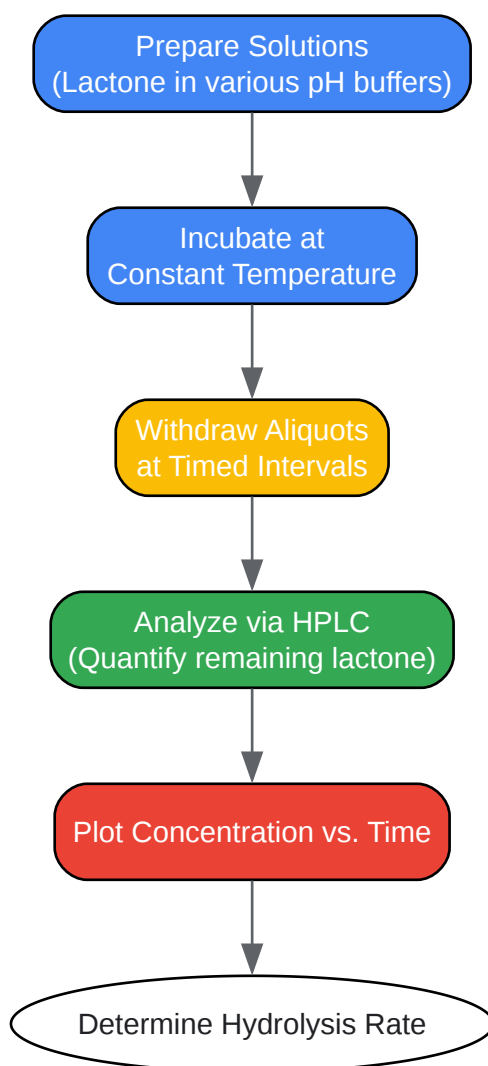 Prepare Solutions
(Lactone in various pH buffers)
Incubate at
Constant Temperature
Withdraw Aliquots
at Timed Intervals
Analyze via HPLC
(Quantify remaining lactone)
Plot Concentration vs. Time
Determine Hydrolysis Rate